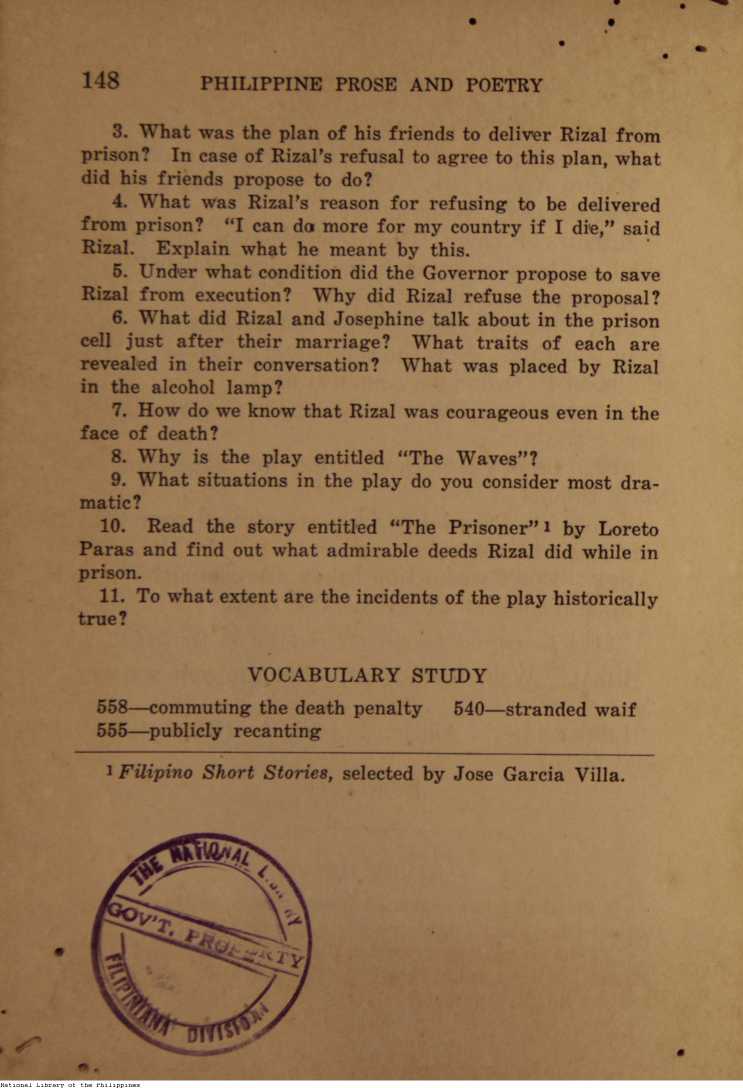 148 PHILIPPINE PROSE AND POETRY
3. What was the plan of his friends to deliver Rizal from
prison? In case of Rizal's refusal to agree to this plan, what
did his friends propose to do?
4. What was Rizal's reason for refusing to be delivered
from prison? "I can do more for my country if I die," said
Rizal. Explain what he meant by this.
5. Under what condition did the Governor propose to save
Rizal from execution? Why did Rizal refuse the proposal?
6. What did Rizal and Josephine talk about in the prison
cell just after their marriage? What traits of each are
revealed in their conversation? What was placed by Rizal
in the alcohol lamp?
7. How do we know that Rizal was courageous even in the
face of death?
8. Why is the play entitled "The Waves"?
9. What situations in the play do you consider most dra-
matic?
10. Read the story entitled "The Prisoner" 1 by Loreto
Paras and find out what admirable deeds Rizal did while in
prison.
11. To what extent are the incidents of the play historically
true?
VOCABULARY STUDY
558—commuting the death penalty 540—stranded waif
555—publicly recanting
1 Filipino Short Stories, selected by Jose Garcia Villa.
THE NATIONAL LIBRARY
GOV'T. PROPERTY
FILIPINIANA DIVISION
National Library of the Philippines